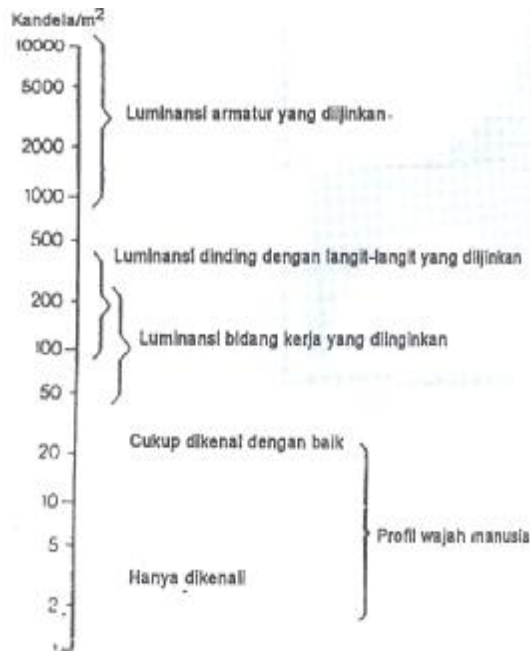 Kandela/m²
10000
5000
Luminansi armatur yang diijinkan
2000
1000
500
Luminansi dinding dengan langit-langit yang diijinkan
200
Luminansi bidang kerja yang diinginkan
100
50
Cukup dikenal dengan baik
20
10
5
Profil wajah manusia
Hanya dikenali
2
1